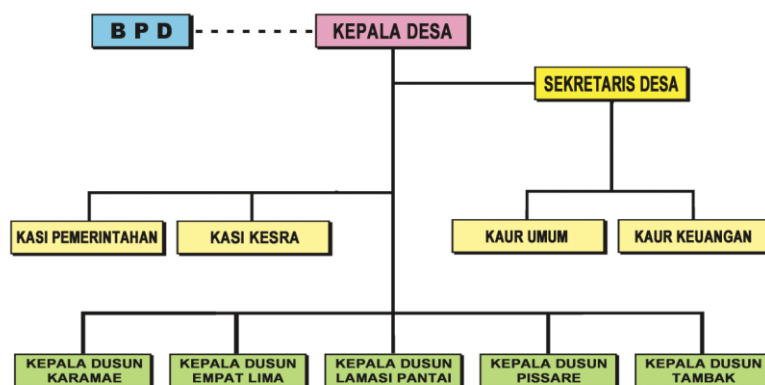 B P D
KEPALA DESA
SEKRETARIS DESA
KASI PEMERINTAHAN
KASI KESRA
KAUR UMUM
KAUR KEUANGAN
KEPALA DUSUN
KARAMAE
KEPALA DUSUN
EMPAT LIMA
KEPALA DUSUN
LAMASI PANTAI
KEPALA DUSUN
PISSARE
KEPALA DUSUN
TAMBAK